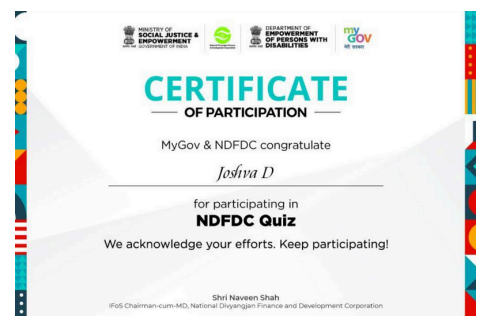 MINISTRY OF
SOCIAL JUSTICE &
EMPOWERMENT
GOVERNMENT OF INDIA
DEPARTMENT OF
EMPOWERMENT
OF PERSONS WITH
DISABILITIES
my
GOV
मेरी सरकार
CERTIFICATE
OF PARTICIPATION
MyGov & NDFDC congratulate
Joshva D
for participating in
NDFDC Quiz
We acknowledge your efforts. Keep participating!
Shri Naveen Shah
IFoS Chairman-cum-MD, National Divyangjan Finance and Development Corporation